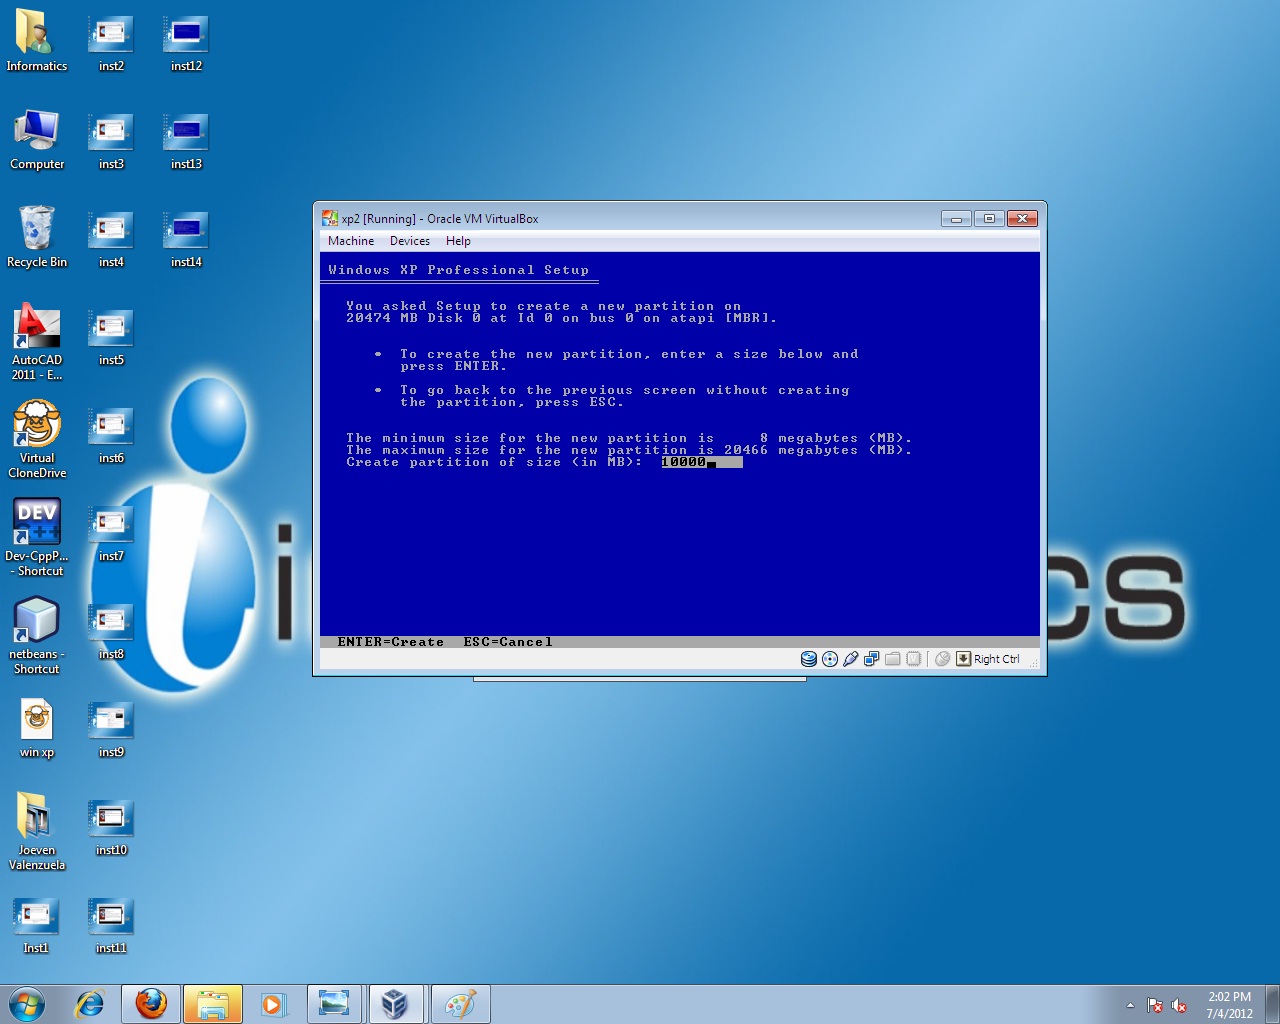 Informatics
inst2
inst12
Computer
inst3
inst13
Recycle Bin
inst4
inst14
AutoCAD
2011 - E...
inst5
Virtual
CloneDrive
inst6
DEV
C++
Dev-CppP...
- Shortcut
inst7
netbeans -
Shortcut
inst8
win xp
inst9
Joeven
Valenzuela
inst10
Inst1
inst11
xp2 [Running] - Oracle VM VirtualBox
Machine Devices Help
Windows XP Professional Setup
You asked Setup to create a new partition on
20474 MB Disk 0 at Id 0 on bus 0 on atapi [MBR].
• To create the new partition, enter a size below and
press ENTER.
• To go back to the previous screen without creating
the partition, press ESC.
The minimum size for the new partition is 8 megabytes (MB).
The maximum size for the new partition is 20466 megabytes (MB).
Create partition of size (in MB): 10000
ENTER=Create ESC=Cancel
Right Ctrl
i
cs
2:02 PM
7/4/2012